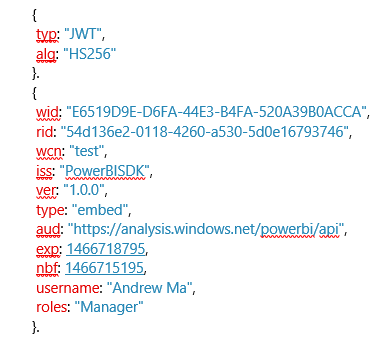 {
typ: "JWT",
alg: "HS256"
}.
{
wid: "E6519D9E-D6FA-44E3-B4FA-520A39B0ACCA",
rid: "54d136e2-0118-4260-a530-5d0e16793746",
wcn: "test",
iss: "PowerBISDK",
ver: "1.0.0",
type: "embed",
aud: "https://analysis.windows.net/powerbi/api",
exp: 1466718795,
nbf: 1466715195,
username: "Andrew Ma",
roles: "Manager"
}.